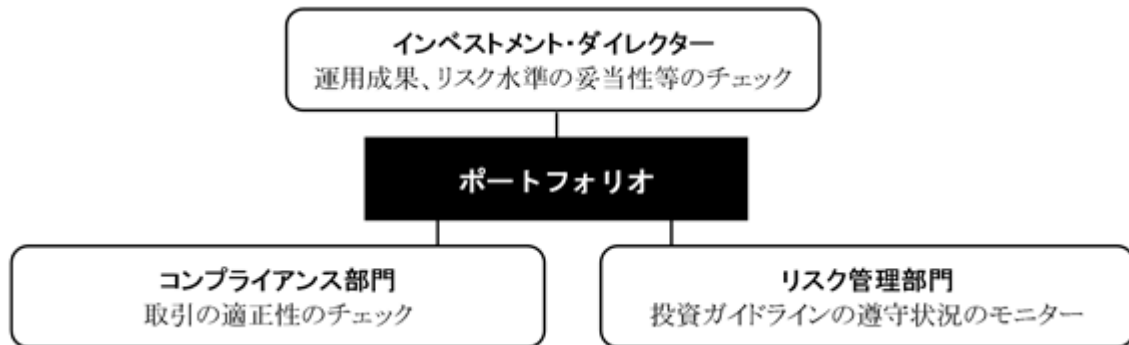 インベストメント・ダイレクター
運用成果、リスク水準の妥当性等のチェック
ポートフォリオ
コンプライアンス部門
取引の適正性のチェック
リスク管理部門
投資ガイドラインの遵守状況のモニター